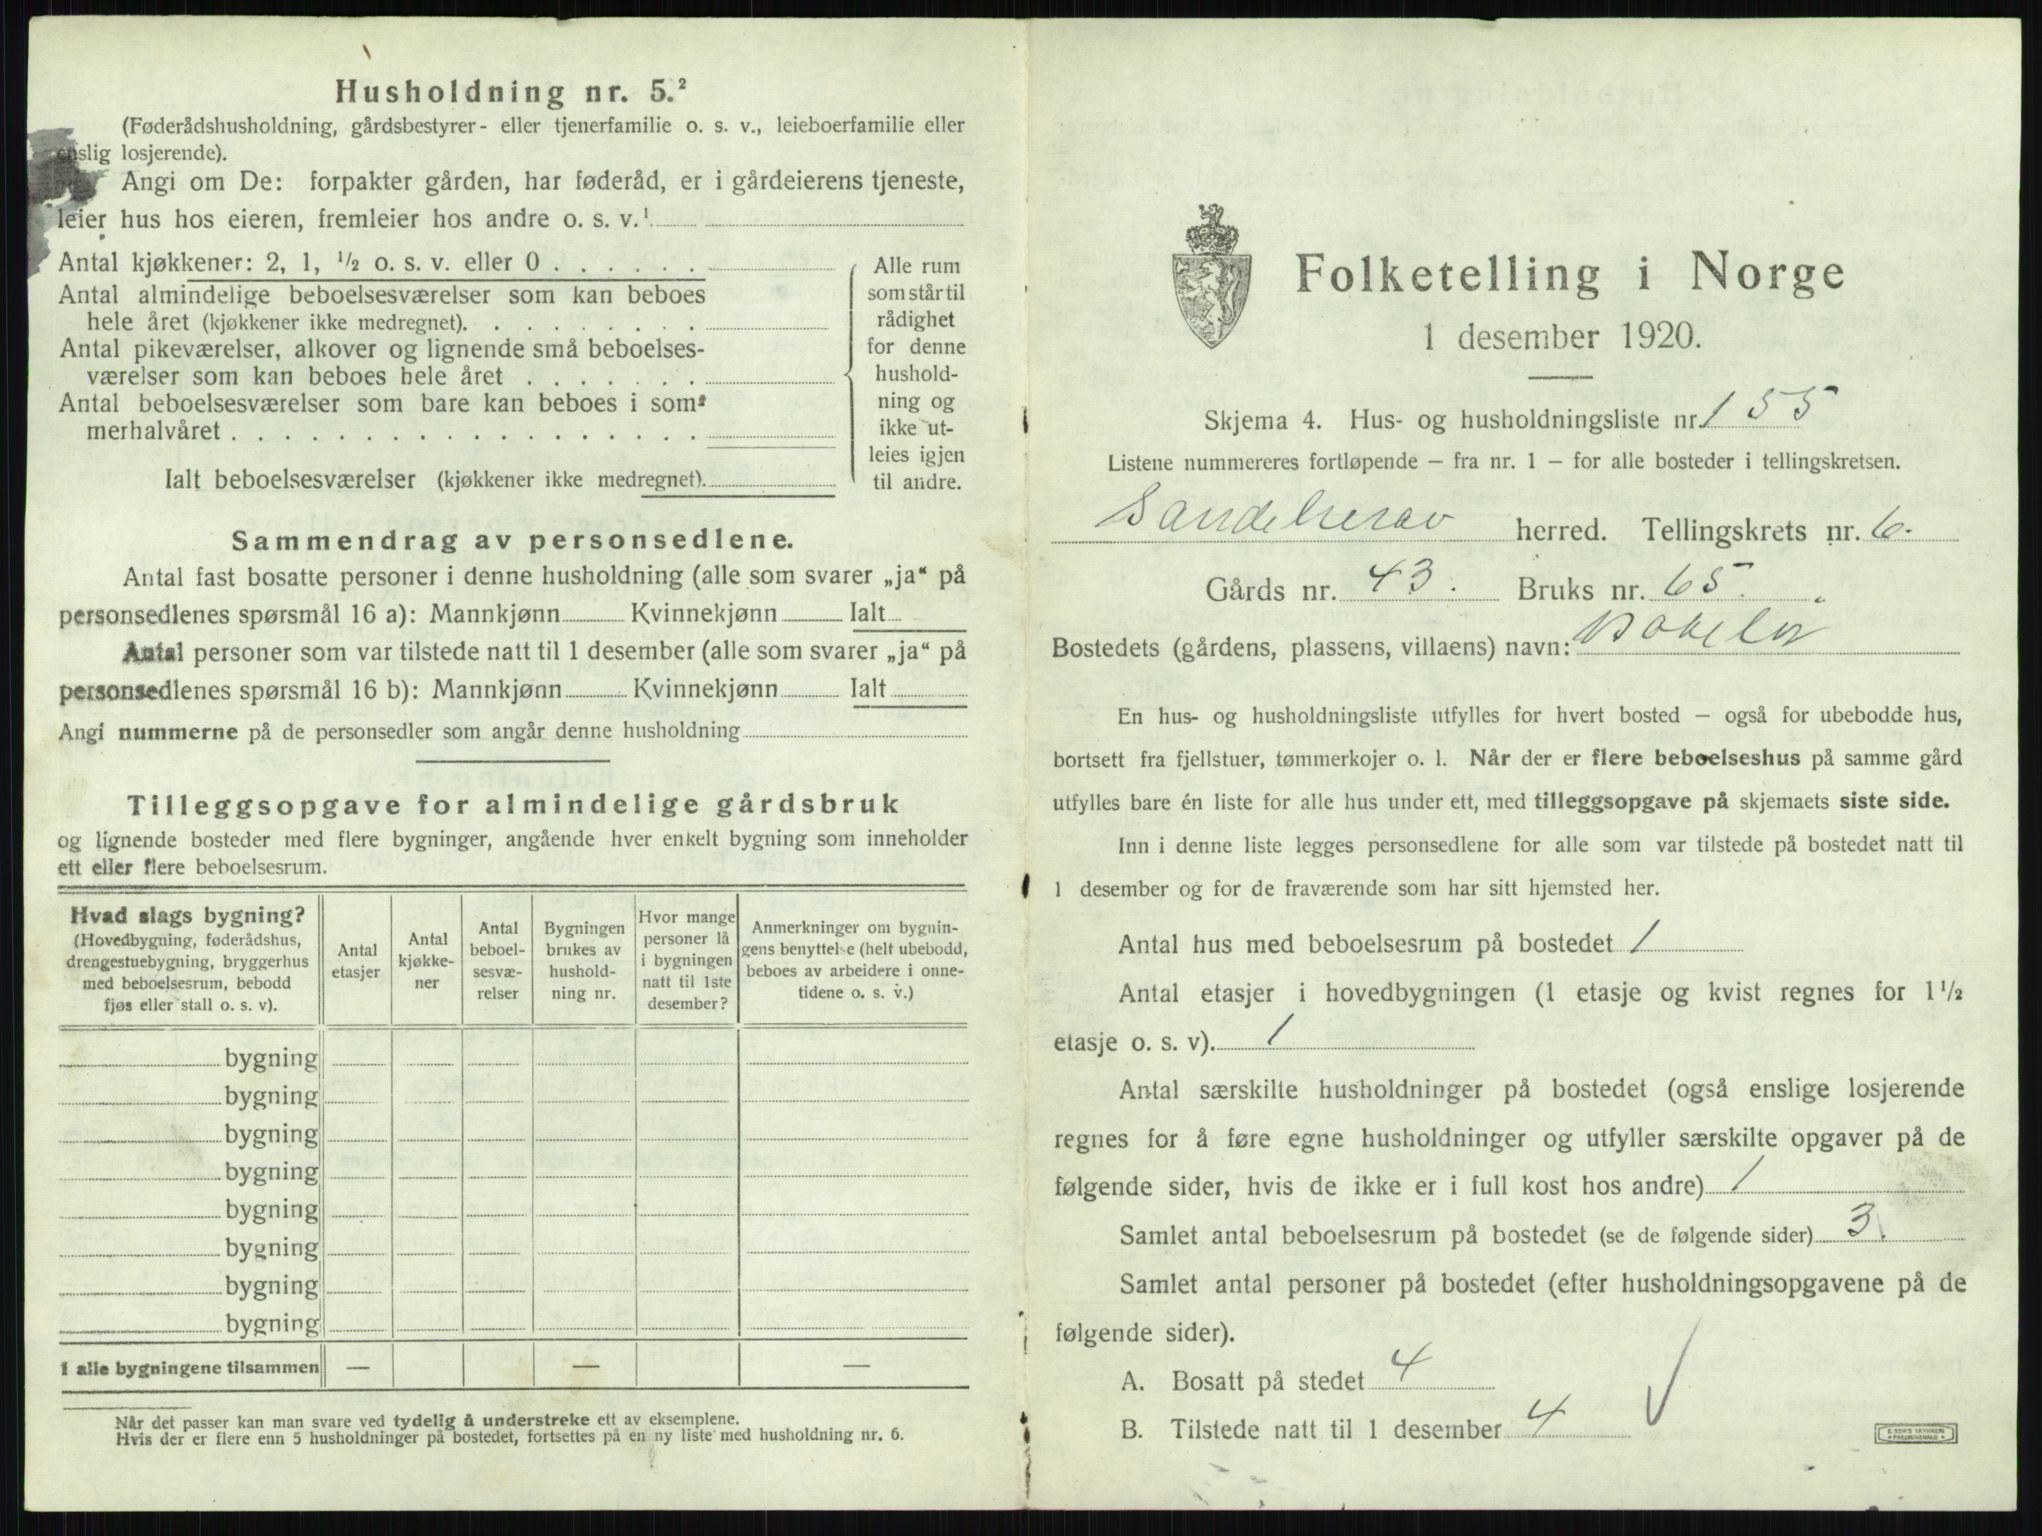 Husholdning nr. 5.²
(Føderådshusholdning, gårdsbestyrer- eller tjenerfamilie o. s. v., leieboerfamilie eller
enslig losjerende).
Angi om De: forpakter gården, har føderåd, er i gårdeierens tjeneste,
leier hus hos eieren, fremleier hos andre o. s. v.¹
Antal kjøkkener: 2, 1, ½ o. s. v. eller 0 . . . . . .
Antal almindelige beboelsesværelser som kan beboes
hele året (kjøkkener ikke medregnet). . . . . . . . .
Antal pikeværelser, alkover og lignende små beboelses-
værelser som kan beboes hele året . . . . . . .
Antal beboelsesværelser som bare kan beboes i som-
merhalvåret . . . . . . . . . . . . . . . . . .
Ialt beboelsesværelser (kjøkkener ikke medregnet).
Alle rum
som står til
rådighet
for denne
hushold-
ning og
ikke ut-
leies igjen
til andre.
Sammendrag av personsedlene.
Antal fast bosatte personer i denne husholdning (alle som svarer „ja“ på
personsedlenes spørsmål 16 a): Mannkjønn Kvinnekjønn Ialt
Antal personer som var tilstede natt til 1 desember (alle som svarer „ja“ på
personsedlenes spørsmål 16 b): Mannkjønn Kvinnekjønn Ialt
Angi nummerne på de personsedler som angår denne husholdning
Tilleggsopgave for almindelige gårdsbruk
og lignende bosteder med flere bygninger, angående hver enkelt bygning som inneholder
ett eller flere beboelsesrum.
Hvad slags bygning?
(Hovedbygning, føderådshus,
drengestuebygning, bryggerhus
med beboelsesrum, bebodd
fjøs eller stall o. s. v).
Antal
etasjer
Antal
kjøkke-
ner
Antal
beboel-
sesvæ-
relser
Bygningen
brukes av
hushold-
ning nr.
Hvor mange
personer lå
i bygningen
natt til 1ste
desember?
Anmerkninger om bygnin-
gens benyttelse (helt ubebodd,
beboes av arbeidere i onne-
tidene o. s. v.)
bygning
bygning
bygning
bygning
bygning
bygning
bygning
bygning
I alle bygningene tilsammen — — —
Når det passer kan man svare ved tydelig å understreke ett av eksemplene.
Hvis der er flere enn 5 husholdninger på bostedet, fortsettes på en ny liste med husholdning nr. 6.
Folketelling i Norge
1 desember 1920.
Skjema 4. Hus- og husholdningsliste nr. 155
Listene nummereres fortløpende – fra nr. 1 – for alle bosteder i tellingskretsen.
Sandeherav herred. Tellingskrets nr. 6.
Gårds nr. 43. Bruks nr. 65.
Bostedets (gårdens, plassens, villaens) navn:
En hus- og husholdningsliste utfylles for hvert bosted – også for ubebodde hus,
bortsett fra fjellstuer, tømmerkojer o. l. Når der er flere beboelseshus på samme gård
utfylles bare én liste for alle hus under ett, med tilleggsopgave på skjemaets siste side.
Inn i denne liste legges personsedlene for alle som var tilstede på bostedet natt til
1 desember og for de fraværende som har sitt hjemsted her.
Antal hus med beboelsesrum på bostedet 1
Antal etasjer i hovedbygningen (1 etasje og kvist regnes for 1½
etasje o. s. v). 1
Antal særskilte husholdninger på bostedet (også enslige losjerende
regnes for å føre egne husholdninger og utfyller særskilte opgaver på de
følgende sider, hvis de ikke er i full kost hos andre) 1
Samlet antal beboelsesrum på bostedet (se de følgende sider) 3.
Samlet antal personer på bostedet (efter husholdningsopgavene på de
følgende sider).
A. Bosatt på stedet 4
B. Tilstede natt til 1 desember 4